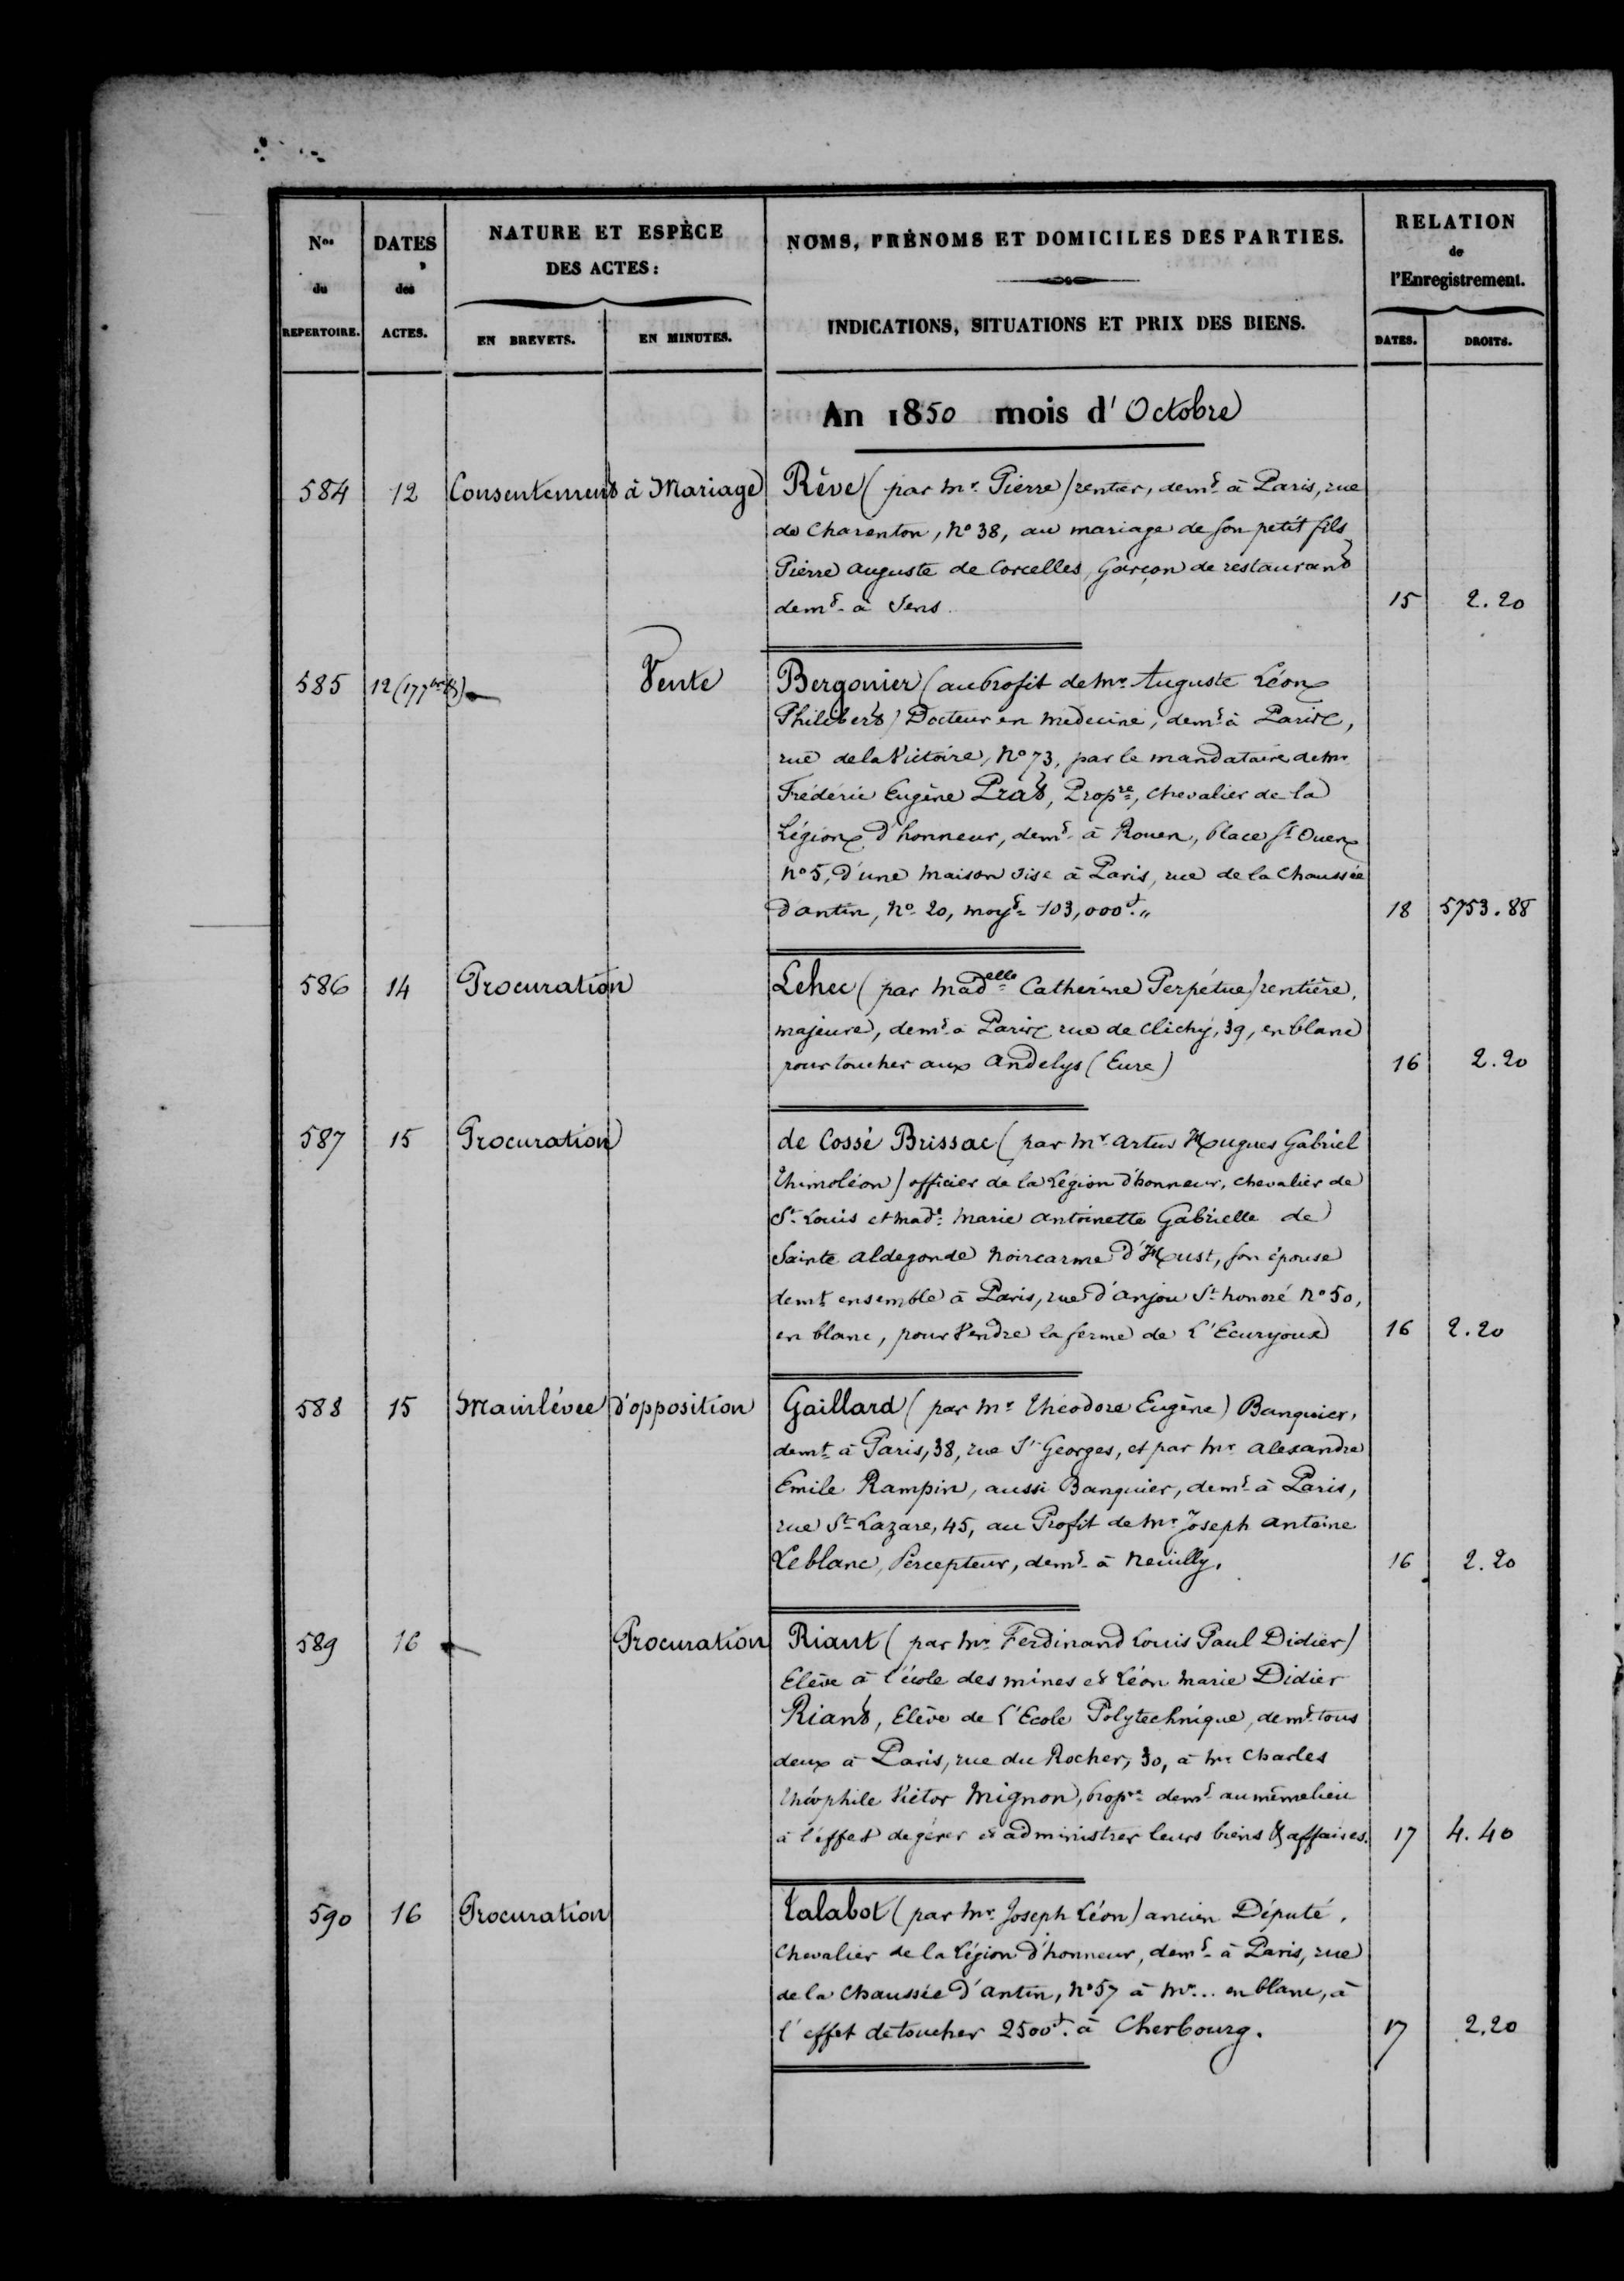 Nos
du
REPERTOIRE.
DATES
des
ACTES.
NATURE ET ESPÈCE
DES ACTES:
EN BREVETS.
EN MINUTES.
NOMS, PRÉNOMS ET DOMICILES DES PARTIES.
INDICATIONS, SITUATIONS ET PRIX DES BIENS.
RELATION
de
l'Enregistrement.
DATES.
DROITS.
An 1850 mois d'Octobre
584 12 Consentement à Mariage Rêve (par Mr. Pierre) rentier, demt. à Paris, rue
de Charenton, No 38, au mariage de son petit fils
Pierre Auguste de Corcelles, Garçon de restaurant
demt. à Sens. 15 2.20
585 12 (17 7bre) Vente Bergonier (au profit de Mr. Auguste Léon
Philibert) Docteur en medecine, demt. à Paris,
rue de la Victoire, No 73, par le mandataire de Mr.
Frédéric Eugène Prat, Propre, chevalier de la
Légion d'honneur, demt. à Rouen, place St Ouen
No 5, d'une maison sise à Paris, rue de la Chaussée
d'antin, No. 20, moyt. 103,000f. " 18 5753.88
586 14 Procuration Lehec (par Madelle Catherine Perpétue) rentière,
majeure, demt. à Paris rue de Clichy, 39, en blanc
pour toucher aux Andelys (Eure) 16 2.20
587 15 Procuration de Cossé Brissac (par Mr. Artus Hugues Gabriel
Thimoléon) officier de la Légion d'honneur, chevalier de
St. Louis et Made. Marie Antoinette Gabrielle de
Sainte Aldegonde Noircarme d'Hust, son épouse
demt. ensemble à Paris, rue d'Anjou St. honoré No 50,
en blanc, pour Vendre la ferme de L'Ecuryoux 16 2.20
588 15 Mainlévée d'opposition Gaillard (par Mr. Théodore Eugène) Banquier,
demt. à Paris, 38, rue St. Georges, et par Mr. Alexandre
Emile Rampin, aussi Banquier, demt. à Paris,
rue St. Lazare, 45, au Profit de Mr. Joseph Antoine
Leblanc, Percepteur, demt. à Neuilly. 16 2.20
589 16 Procuration Riant (par Mr. Ferdinand Louis Paul Didier)
Elève à l'école des mines et Léon Marie Didier
Riant, Elève de l'Ecole Polytechnique, demt. tous
deux à Paris, rue du Rocher, 30, à Mr. Charles
Théophile Victor Mignon, propre. demt. au même lieu
à l'effet de gérer et administrer leurs biens & affaires. 17 4.40
590 16 Procuration Talabot (par Mr. Joseph Léon) ancien Député,
Chevalier de la Légion d'honneur, demt. à Paris, rue
de la Chaussée d'Antin, No 57 à Mr... en blanc, à
l'effet de toucher 2500f. à Cherbourg. 17 2.20